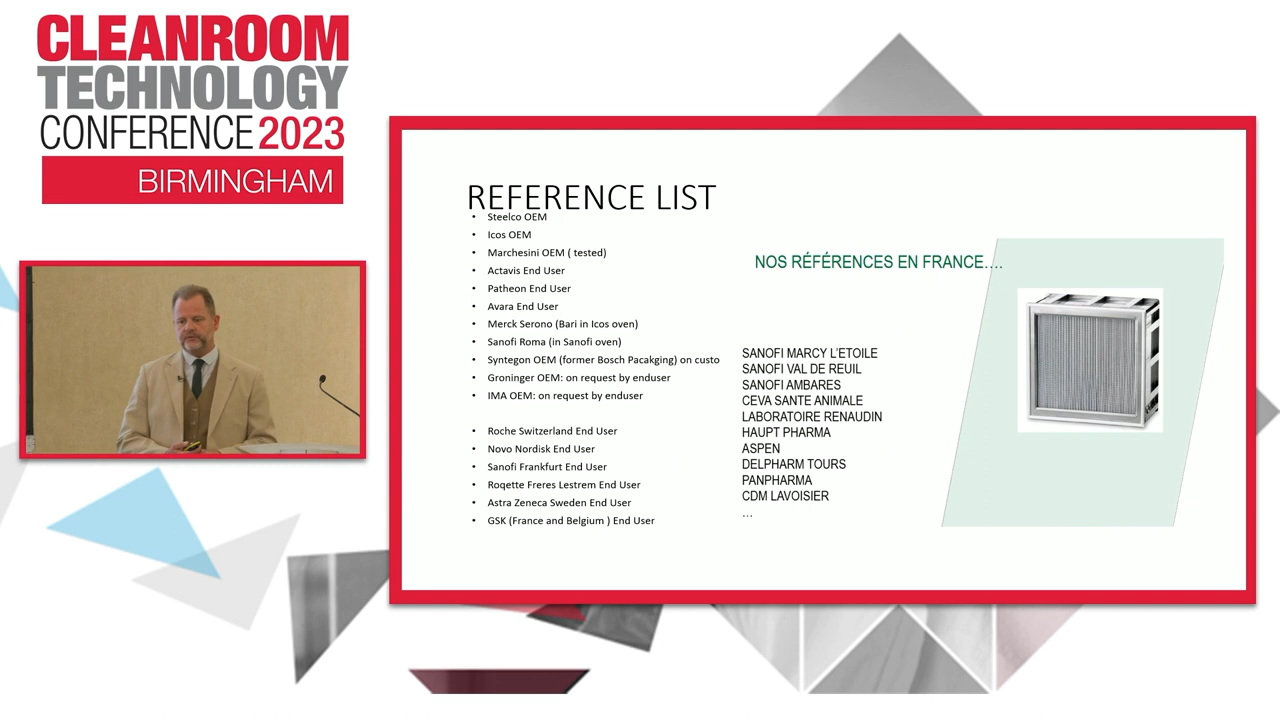 CLEANROOM
TECHNOLOGY
CONFERENCE 2023
BIRMINGHAM
REFERENCE LIST
• Steelco OEM
• Icos OEM
• Marchesini OEM ( tested)
• Actavis End User
• Patheon End User
• Avara End User
• Merck Serono (Bari in Icos oven)
• Sanofi Roma (in Sanofi oven)
• Syntegon OEM (former Bosch Pacakging) on custo
• Groninger OEM: on request by enduser
• IMA OEM: on request by enduser
• Roche Switzerland End User
• Novo Nordisk End User
• Sanofi Frankfurt End User
• Roqette Freres Lestrem End User
• Astra Zeneca Sweden End User
• GSK (France and Belgium ) End User
NOS RÉFÉRENCES EN FRANCE….
SANOFI MARCY L'ETOILE
SANOFI VAL DE REUIL
SANOFI AMBARES
CEVA SANTE ANIMALE
LABORATOIRE RENAUDIN
HAUPT PHARMA
ASPEN
DELPHARM TOURS
PANPHARMA
CDM LAVOISIER
…